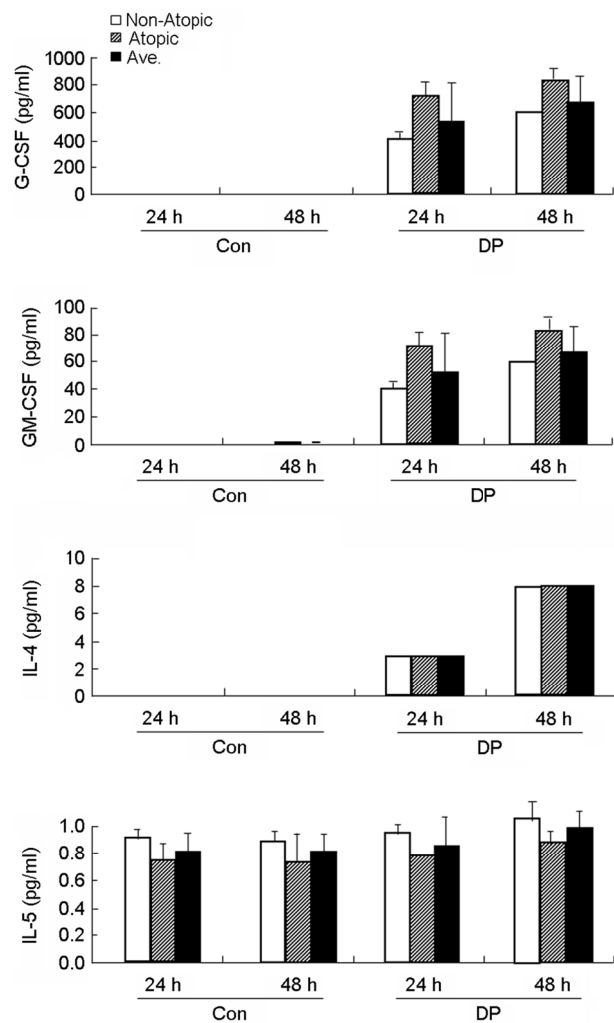 Non-Atopic
Atopic
Ave.
G-CSF (pg/ml)
1000
800
600
400
200
0
24 h 48 h 24 h 48 h
Con DP
GM-CSF (pg/ml)
100
80
60
40
20
0
24 h 48 h 24 h 48 h
Con DP
IL-4 (pg/ml)
10
8
6
4
2
0
24 h 48 h 24 h 48 h
Con DP
IL-5 (pg/ml)
1.0
0.8
0.6
0.4
0.2
0.0
24 h 48 h 24 h 48 h
Con DP